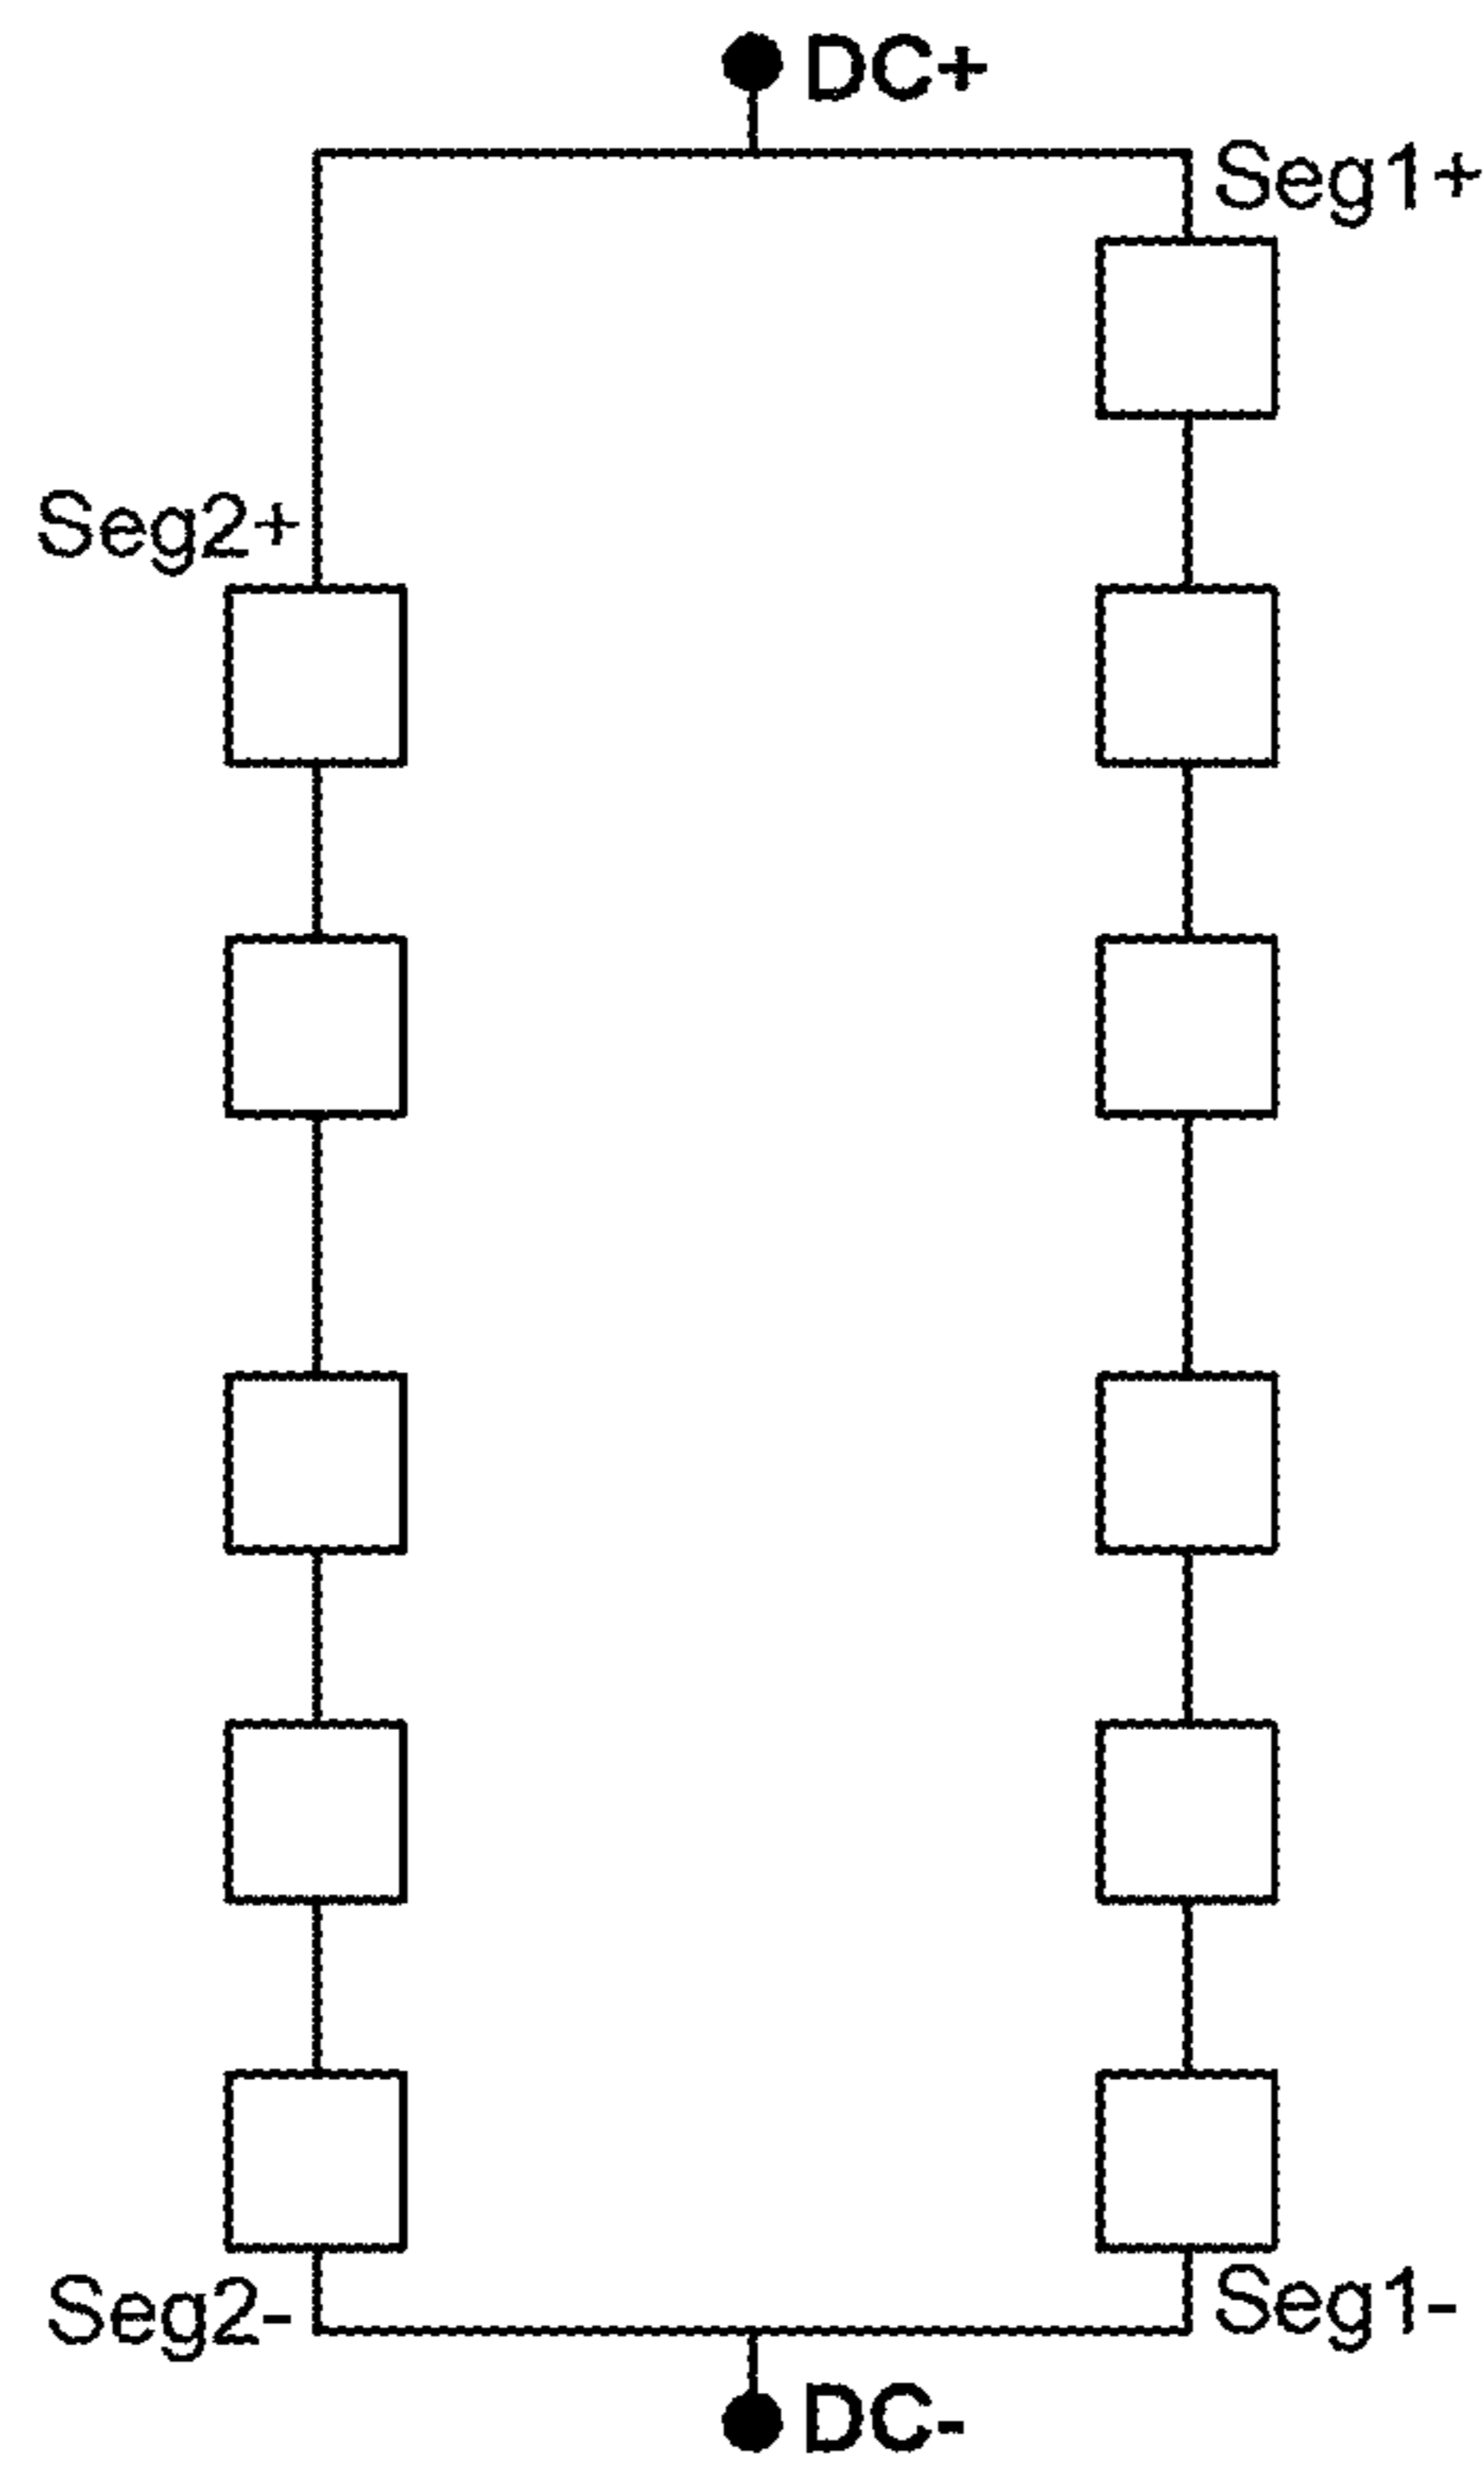 DC+
Seg1+
Seg2+
Seg2-
Seg1-
DC-